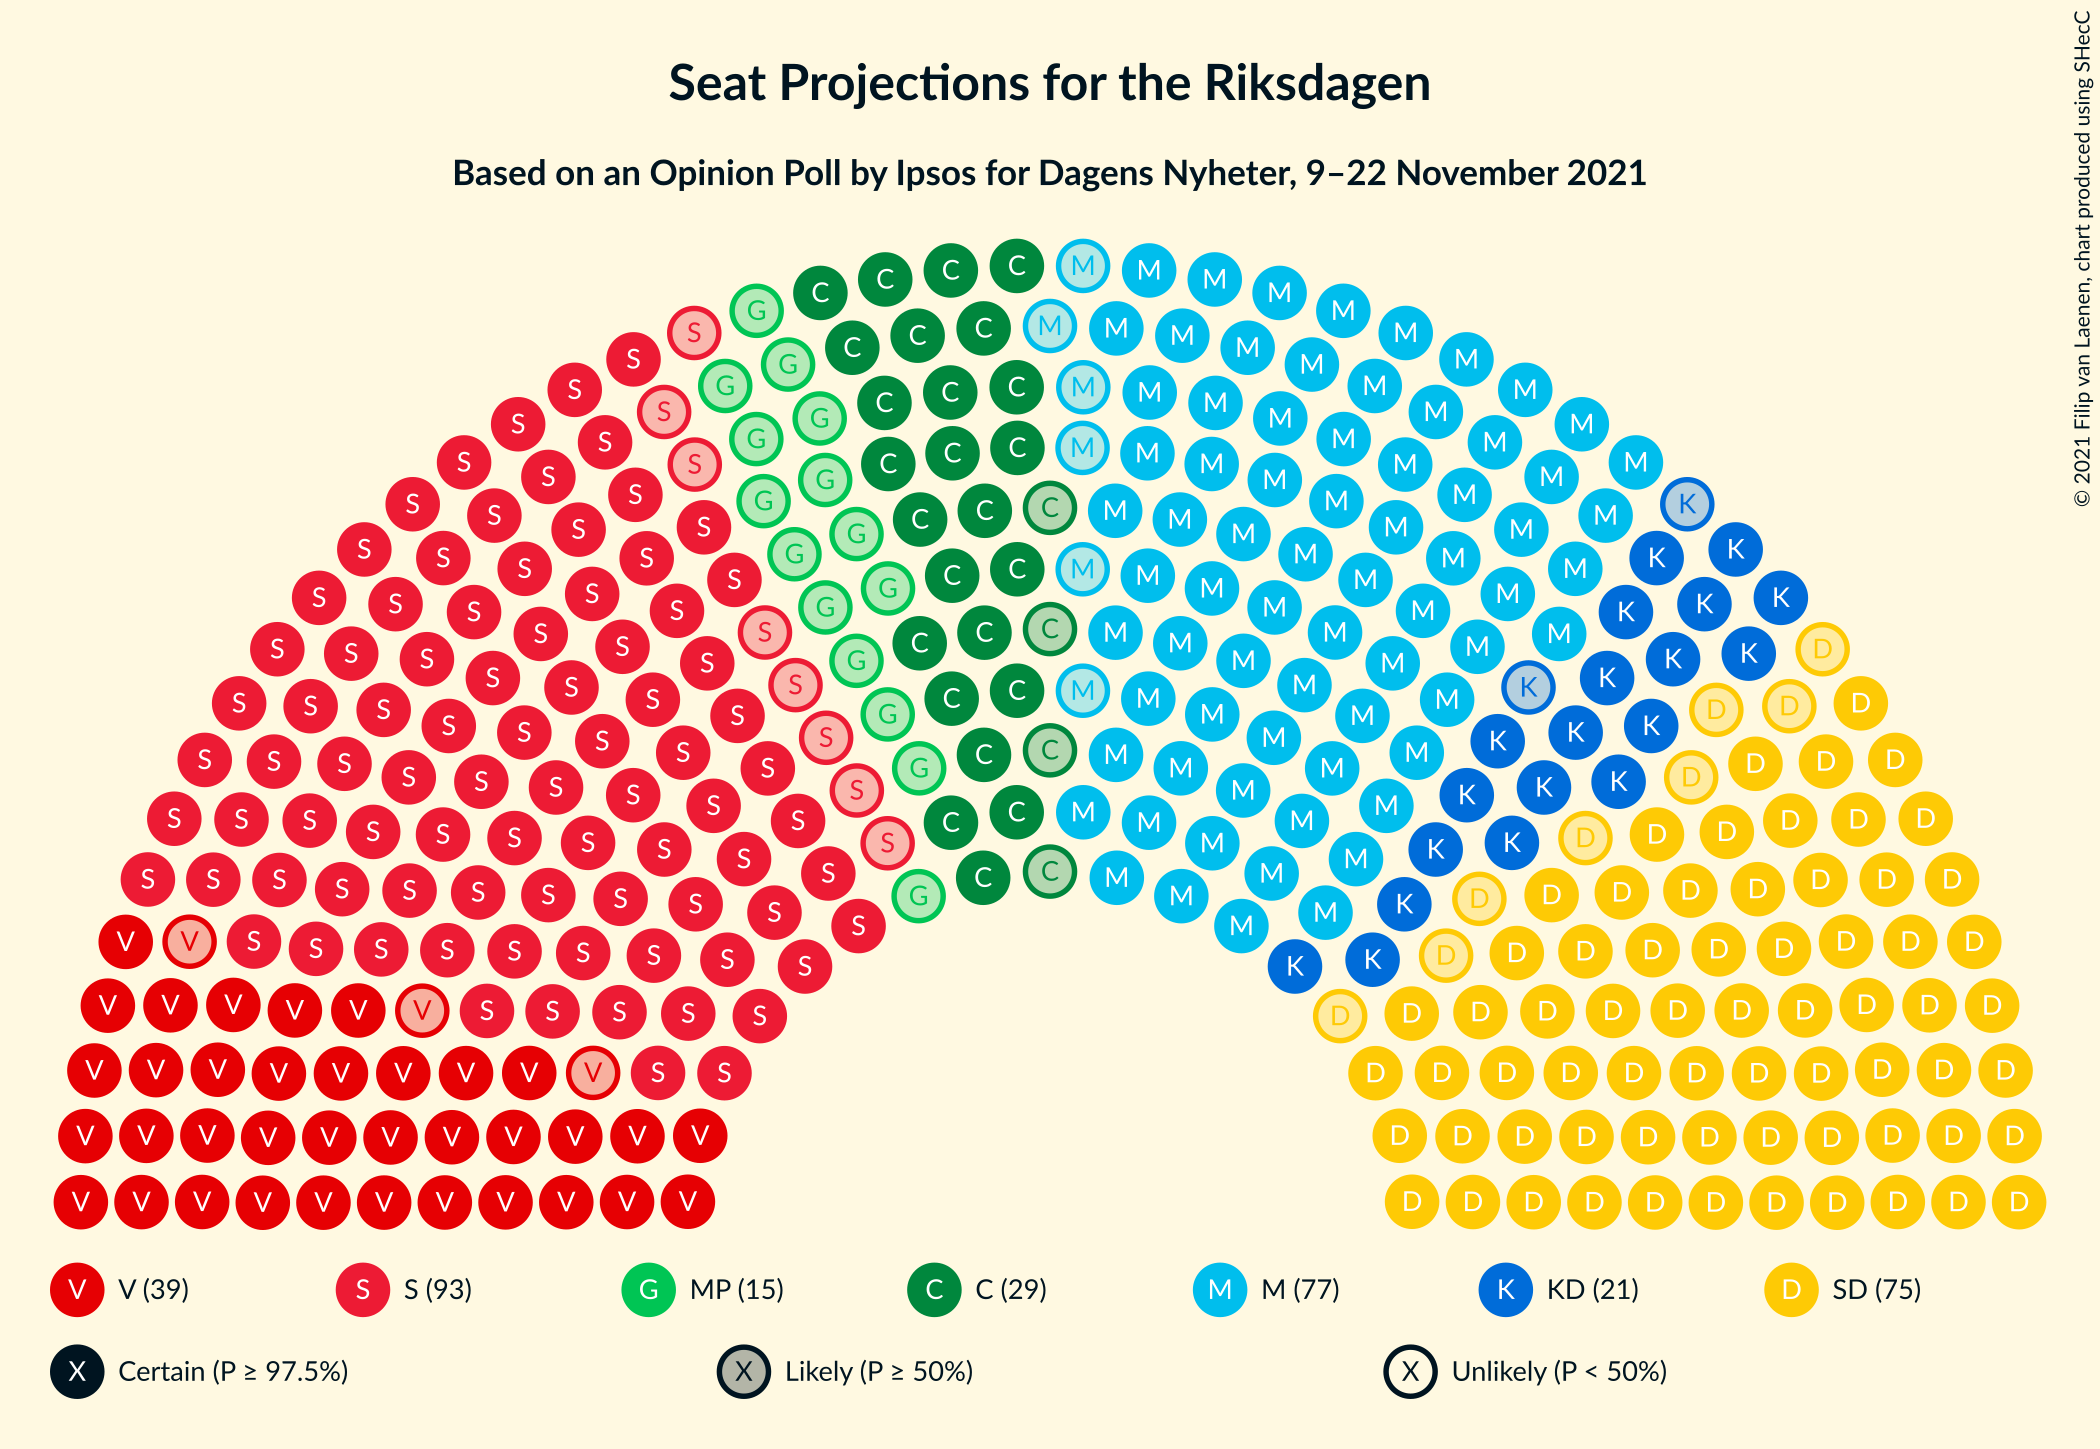 Seat Projections for the Riksdagen
Based on an Opinion Poll by Ipsos for Dagens Nyheter, 9–22 November 2021
© 2021 Filip van Laenen, chart produced using SHecC
V V (39) S S (93) G MP (15) C C (29) M M (77) K KD (21) D SD (75)
X Certain (P ≥ 97.5%) X Likely (P ≥ 50%) X Unlikely (P < 50%)